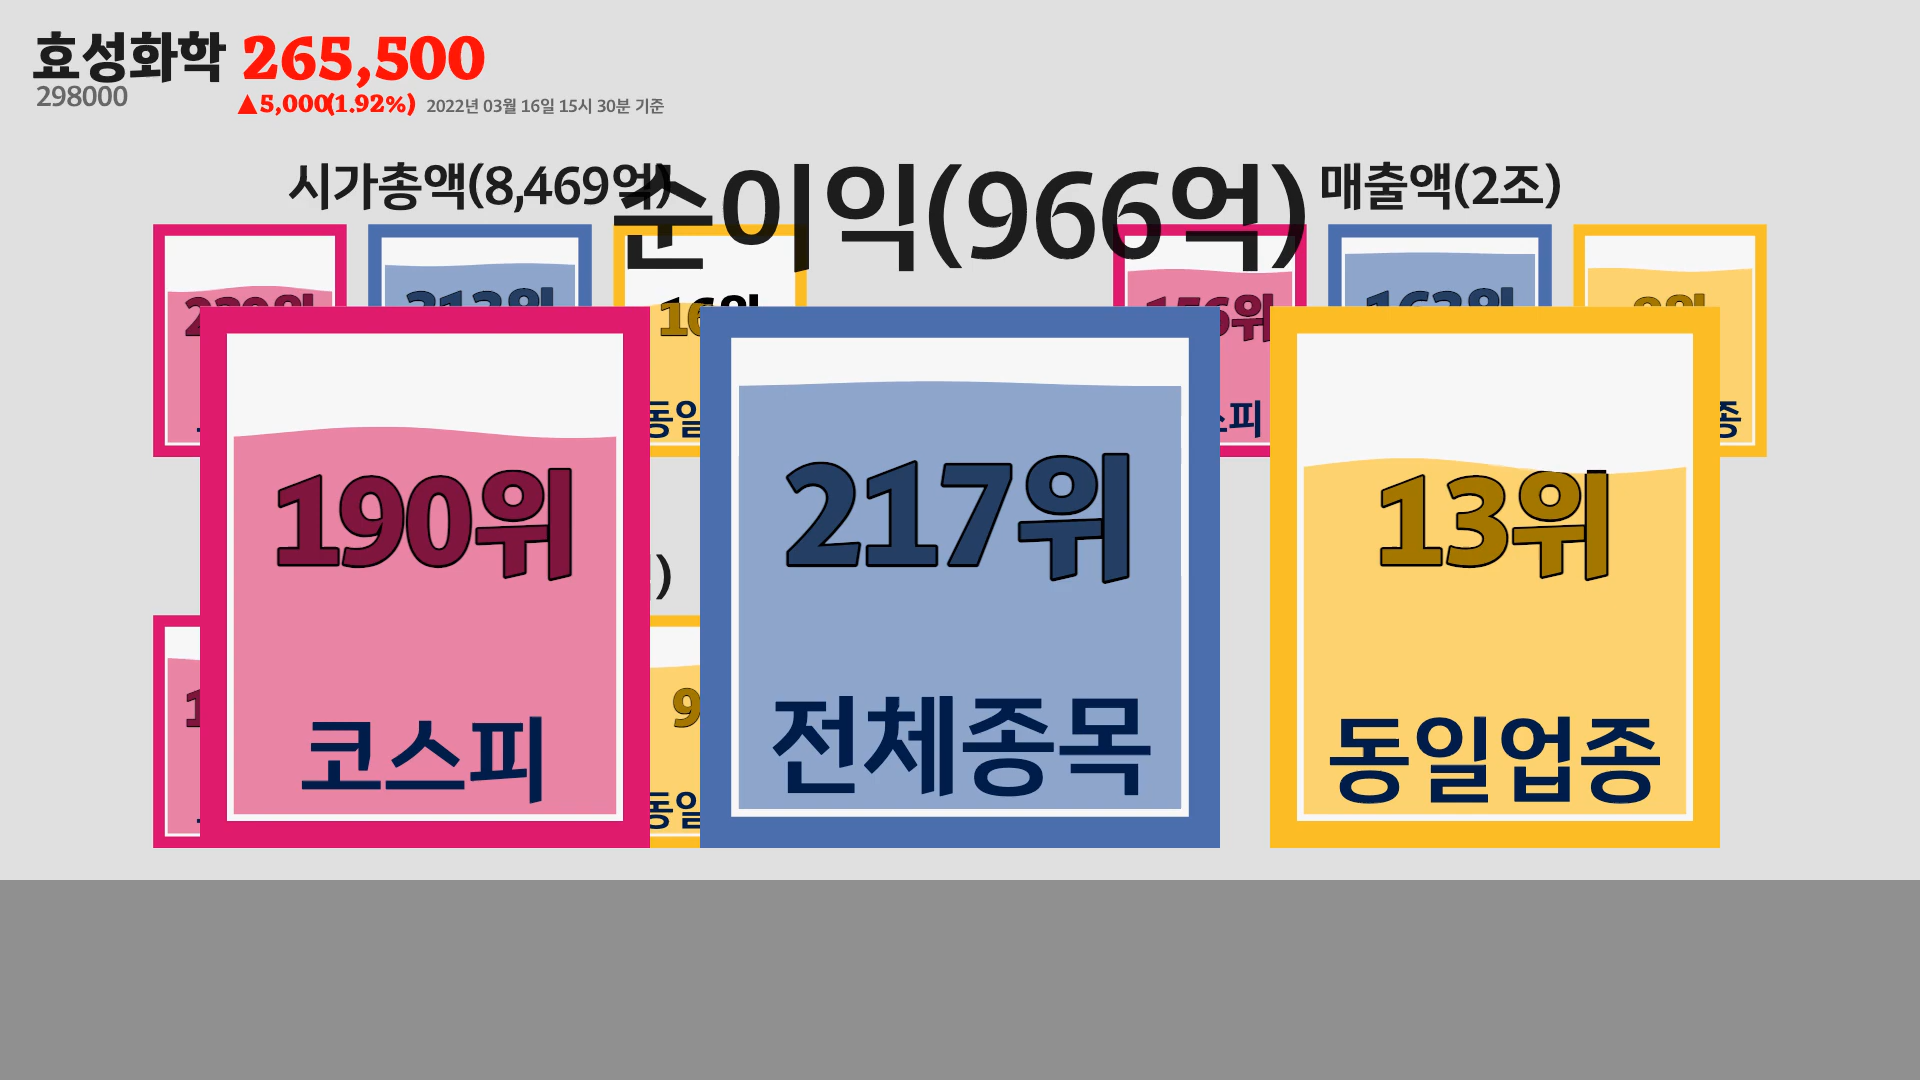 효성화학 265,500
298000
▲5,000(1.92%) 2022년 03월 16일 15시 30분 기준
시가총액(8,469억)
순이익(966억)
매출액(2조)
190위
217위
13위
코스피
전체종목
동일업종